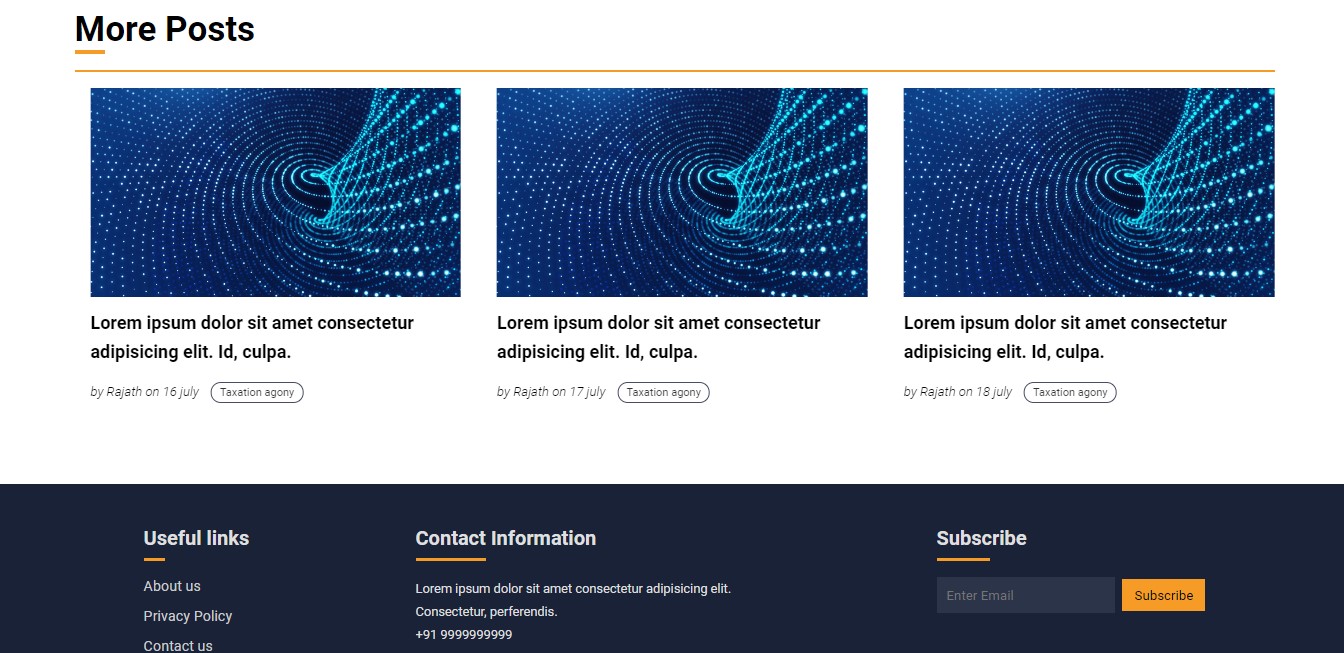 More Posts
Lorem ipsum dolor sit amet consectetur
adipisicing elit. Id, culpa.
by Rajath on 16 july Taxation agony
Lorem ipsum dolor sit amet consectetur
adipisicing elit. Id, culpa.
by Rajath on 17 july Taxation agony
Lorem ipsum dolor sit amet consectetur
adipisicing elit. Id, culpa.
by Rajath on 18 july Taxation agony
Useful links
About us
Privacy Policy
Contact us
Contact Information
Lorem ipsum dolor sit amet consectetur adipisicing elit.
Consectetur, perferendis.
+91 9999999999
Subscribe
Enter Email Subscribe